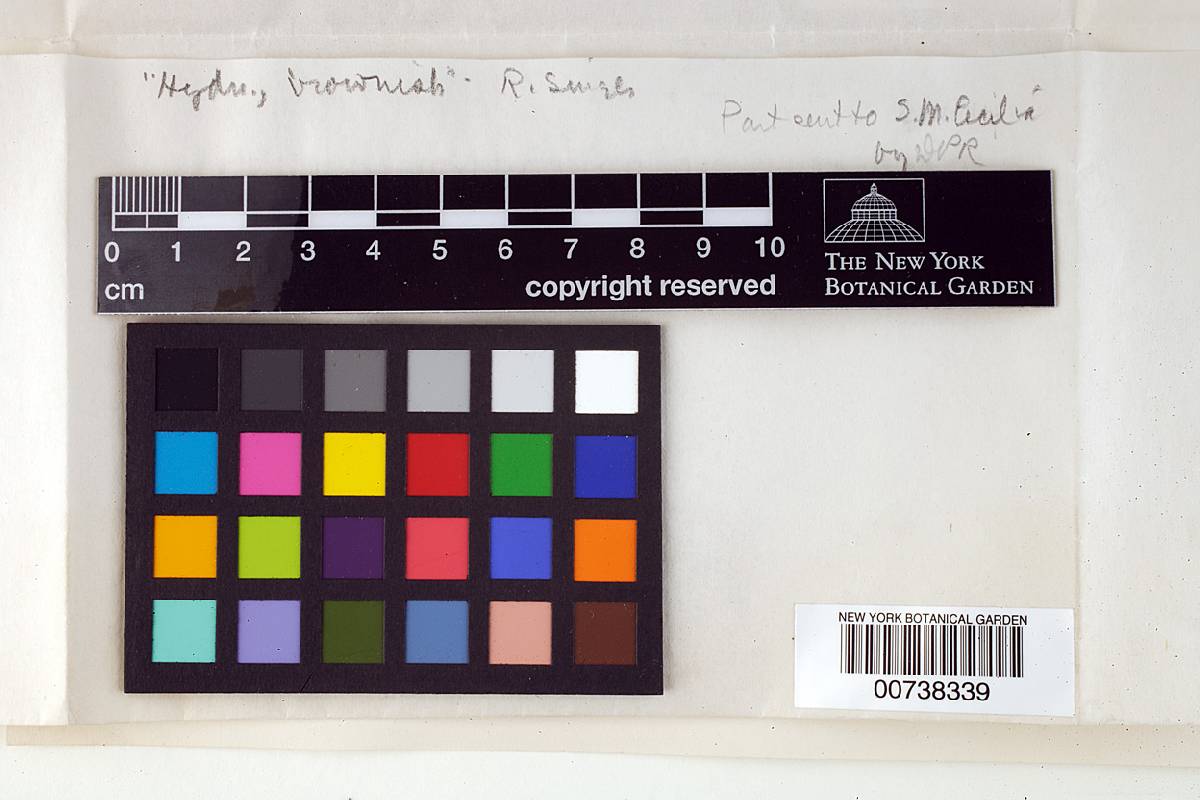 "Hydn., brownish" - R. Singer
Part sent to S.M. Cecilia
by DPR
0 1 2 3 4 5 6 7 8 9 10
cm
copyright reserved
THE NEW YORK
BOTANICAL GARDEN
NEW YORK BOTANICAL GARDEN
00738339